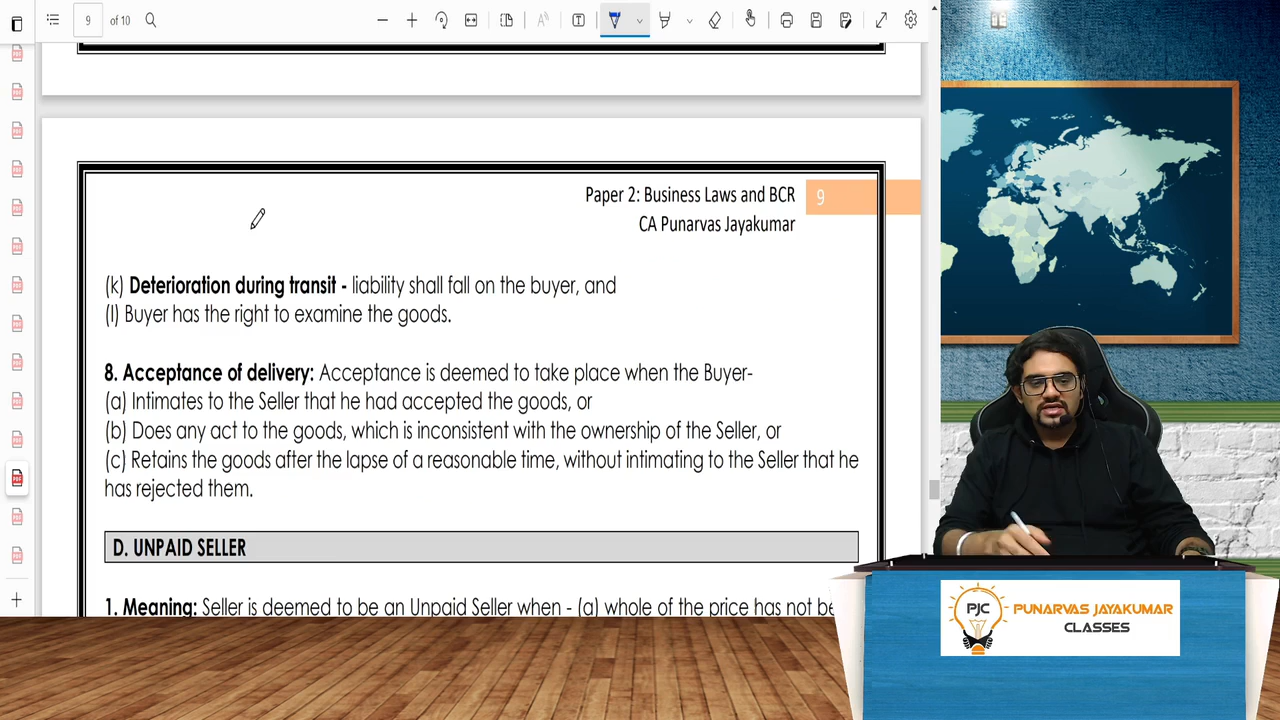 9
of 10
Paper 2: Business Laws and BCR
9
CA Punarvas Jayakumar
(k) Deterioration during transit - liability shall fall on the buyer, and
(l) Buyer has the right to examine the goods.
8. Acceptance of delivery: Acceptance is deemed to take place when the Buyer-
(a) Intimates to the Seller that he had accepted the goods, or
(b) Does any act to the goods, which is inconsistent with the ownership of the Seller, or
(c) Retains the goods after the lapse of a reasonable time, without intimating to the Seller that he
has rejected them.
D. UNPAID SELLER
1. Meaning: Seller is deemed to be an Unpaid Seller when - (a) whole of the price has not be
PJC
PUNARVAS JAYAKUMAR
CLASSES